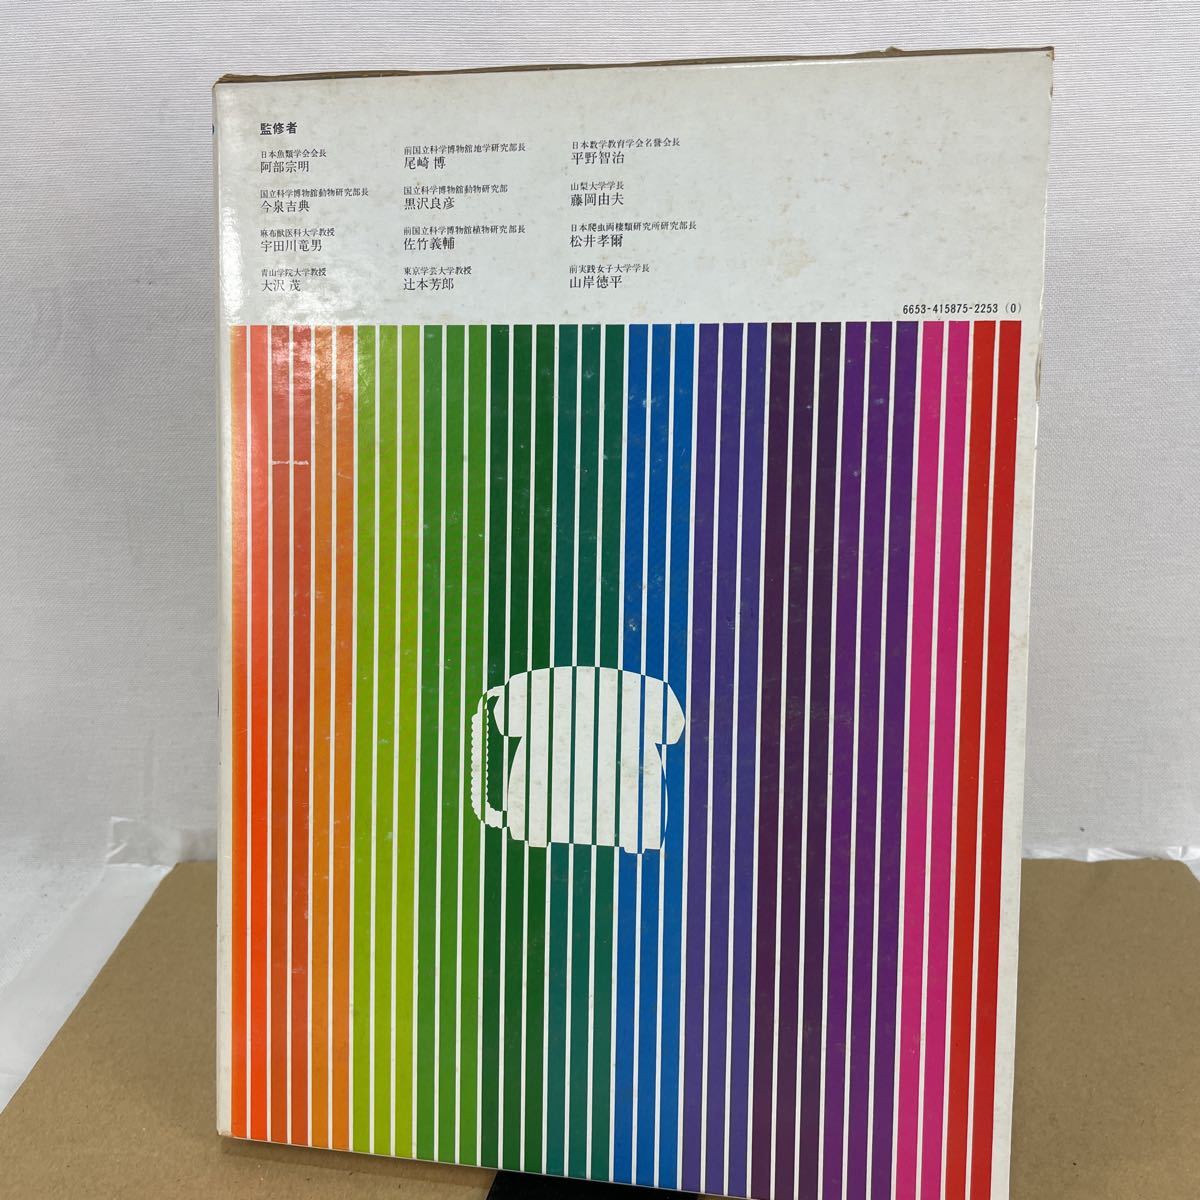 監修者
日本魚類学会会長
阿部宗明
国立科学博物館動物研究部長
今泉吉典
麻布獣医科大学教授
宇田川竜男
青山学院大学教授
大沢 茂
前国立科学博物館地学研究部長
尾崎 博
国立科学博物館動物研究部
黒沢良彦
前国立科学博物館植物研究部長
佐竹義輔
東京学芸大学教授
辻本芳郎
日本数学教育学会名誉会長
平野智治
山梨大学学長
藤岡由夫
日本爬虫両棲類研究所研究部長
松井孝爾
前実践女子大学学長
山岸徳平
6653-415875-2253 (0)